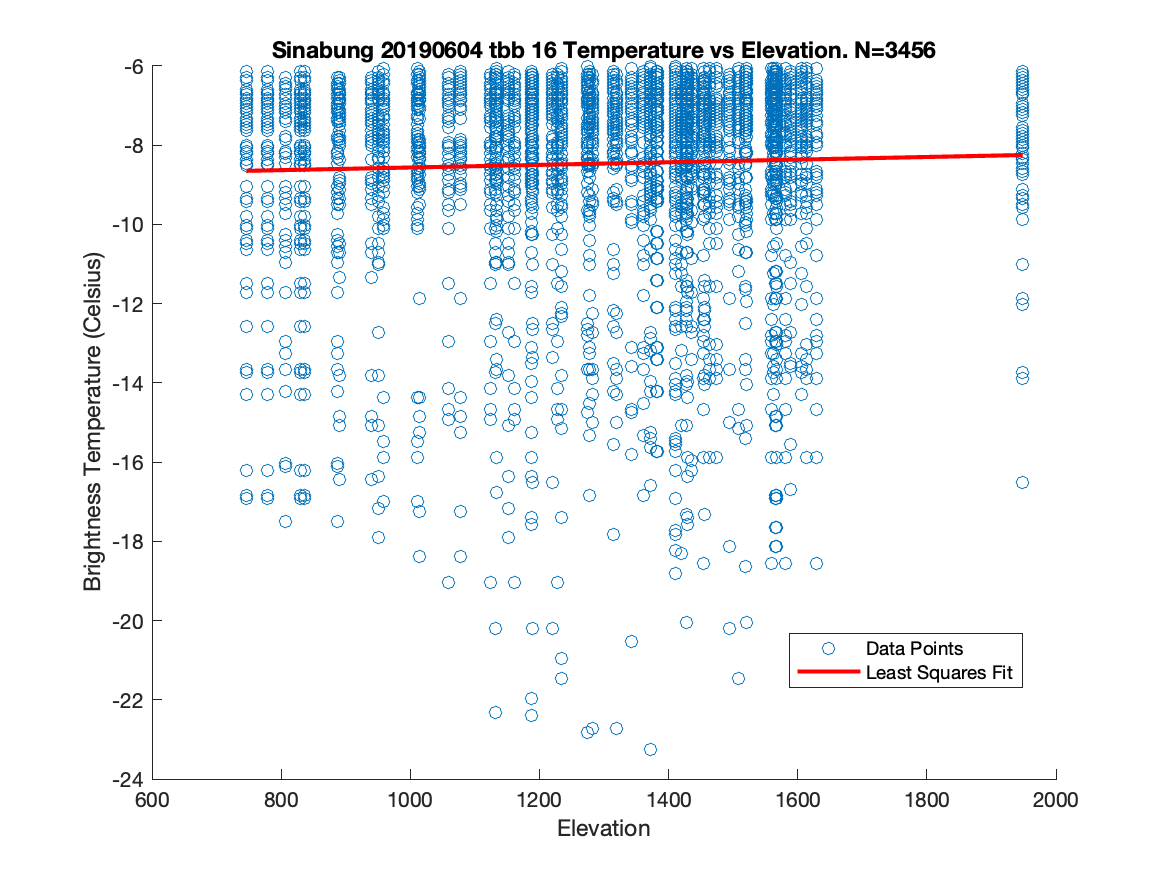 Sinabung 20190604 tbb 16 Temperature vs Elevation. N=3456
-6
-8
-10
-12
-14
-16
-18
-20
-22
-24
Brightness Temperature (Celsius)
Data Points
Least Squares Fit
600 800 1000 1200 1400 1600 1800 2000
Elevation